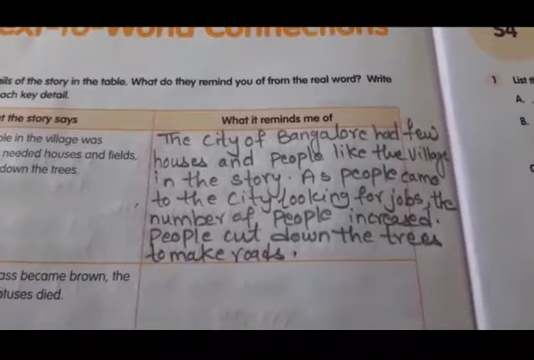 Text-to-World Connections
54
ils of the story in the table. What do they remind you of from the real word? Write
ach key detail.
1 List th
A.
B.
t the story says
What it reminds me of
ple in the village was
needed houses and fields,
down the trees.
The city of Bangalore had few
houses and people like the village
in the story. As people came
to the city looking for jobs, the
number of people increased.
People cut down the trees
to make roads.
ass became brown, the
ptuses died.